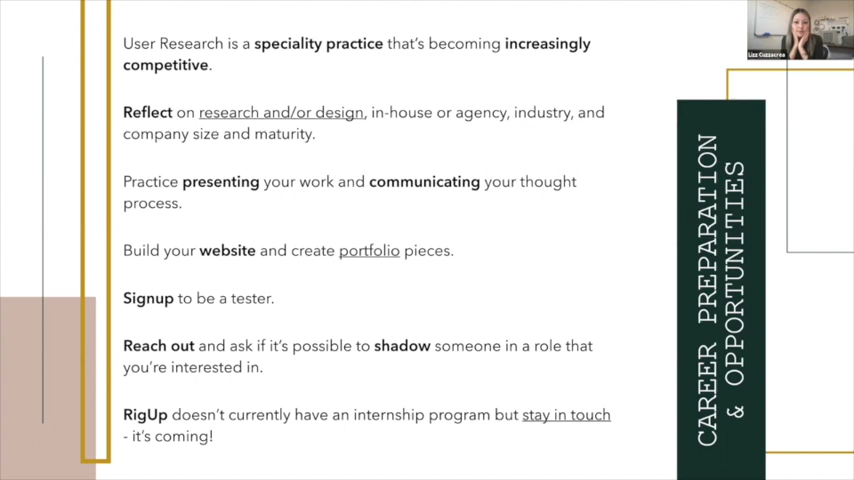 User Research is a speciality practice that's becoming increasingly
competitive.
Reflect on research and/or design, in-house or agency, industry, and
company size and maturity.
Practice presenting your work and communicating your thought
process.
Build your website and create portfolio pieces.
Signup to be a tester.
Reach out and ask if it's possible to shadow someone in a role that
you're interested in.
RigUp doesn't currently have an internship program but stay in touch
- it's coming!
CAREER PREPARATION
& OPPORTUNITIES
Lizz Cuzzacrea